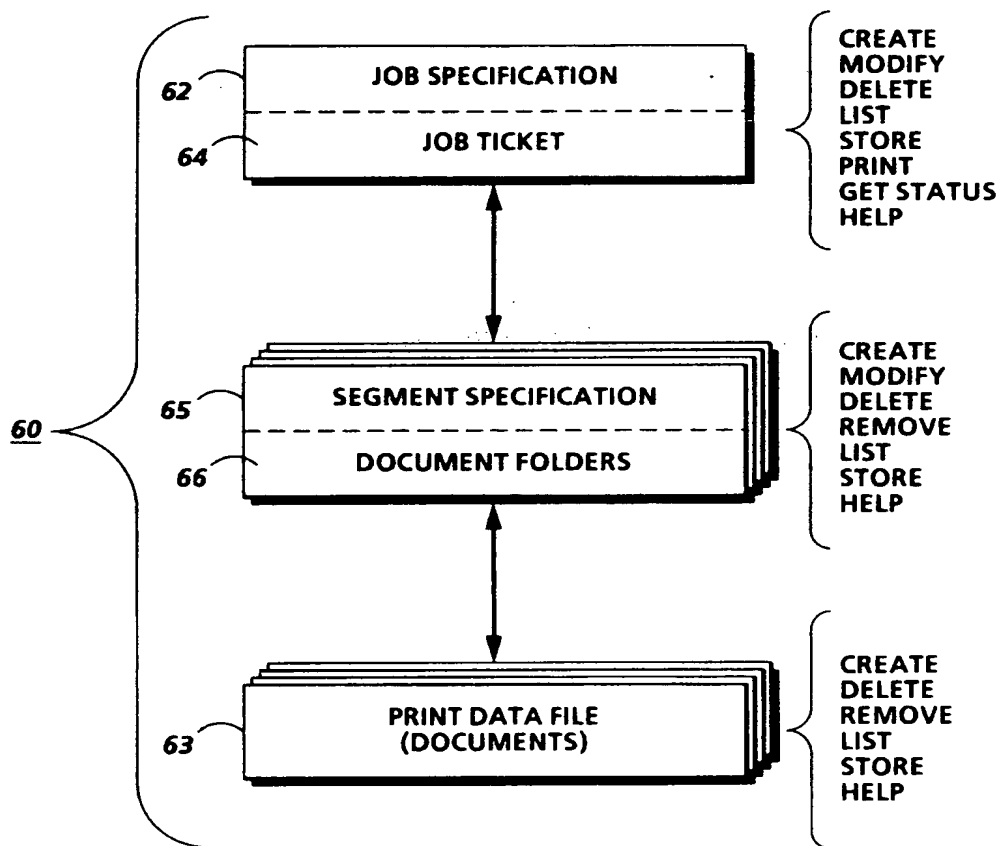 60
62
JOB SPECIFICATION
64
JOB TICKET
CREATE
MODIFY
DELETE
LIST
STORE
PRINT
GET STATUS
HELP
65
SEGMENT SPECIFICATION
66
DOCUMENT FOLDERS
CREATE
MODIFY
DELETE
REMOVE
LIST
STORE
HELP
63
PRINT DATA FILE
(DOCUMENTS)
CREATE
DELETE
REMOVE
LIST
STORE
HELP